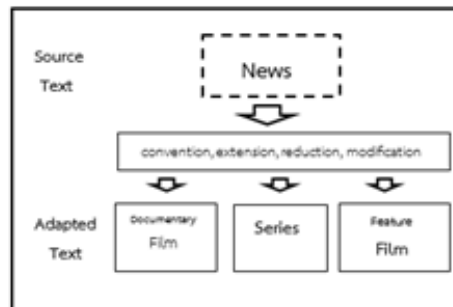 Source
Text
News
convention, extension, reduction, modification
Adapted
Text
Documentary
Film
Series
Feature
Film